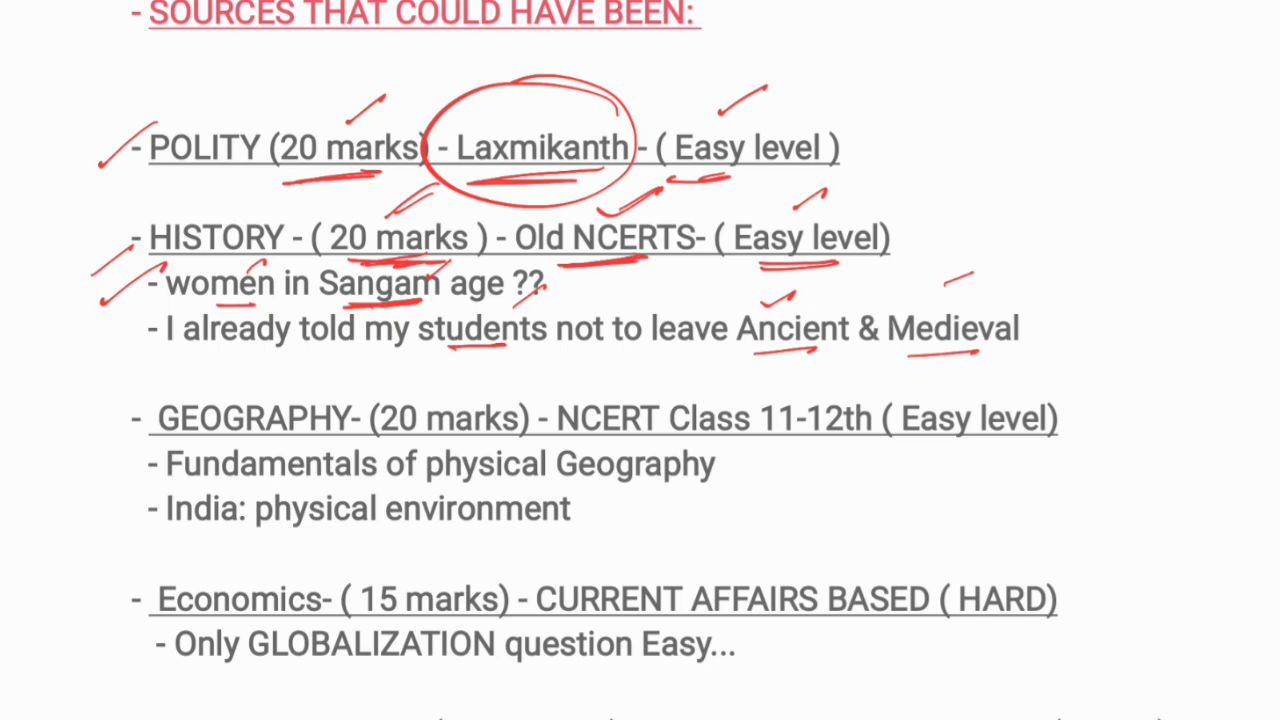 - SOURCES THAT COULD HAVE BEEN:
- POLITY (20 marks) - Laxmikanth - ( Easy level )
- HISTORY - ( 20 marks ) - Old NCERTS- ( Easy level)
- women in Sangam age ??
- I already told my students not to leave Ancient & Medieval
- GEOGRAPHY- (20 marks) - NCERT Class 11-12th ( Easy level)
- Fundamentals of physical Geography
- India: physical environment
- Economics- ( 15 marks) - CURRENT AFFAIRS BASED ( HARD)
- Only GLOBALIZATION question Easy...